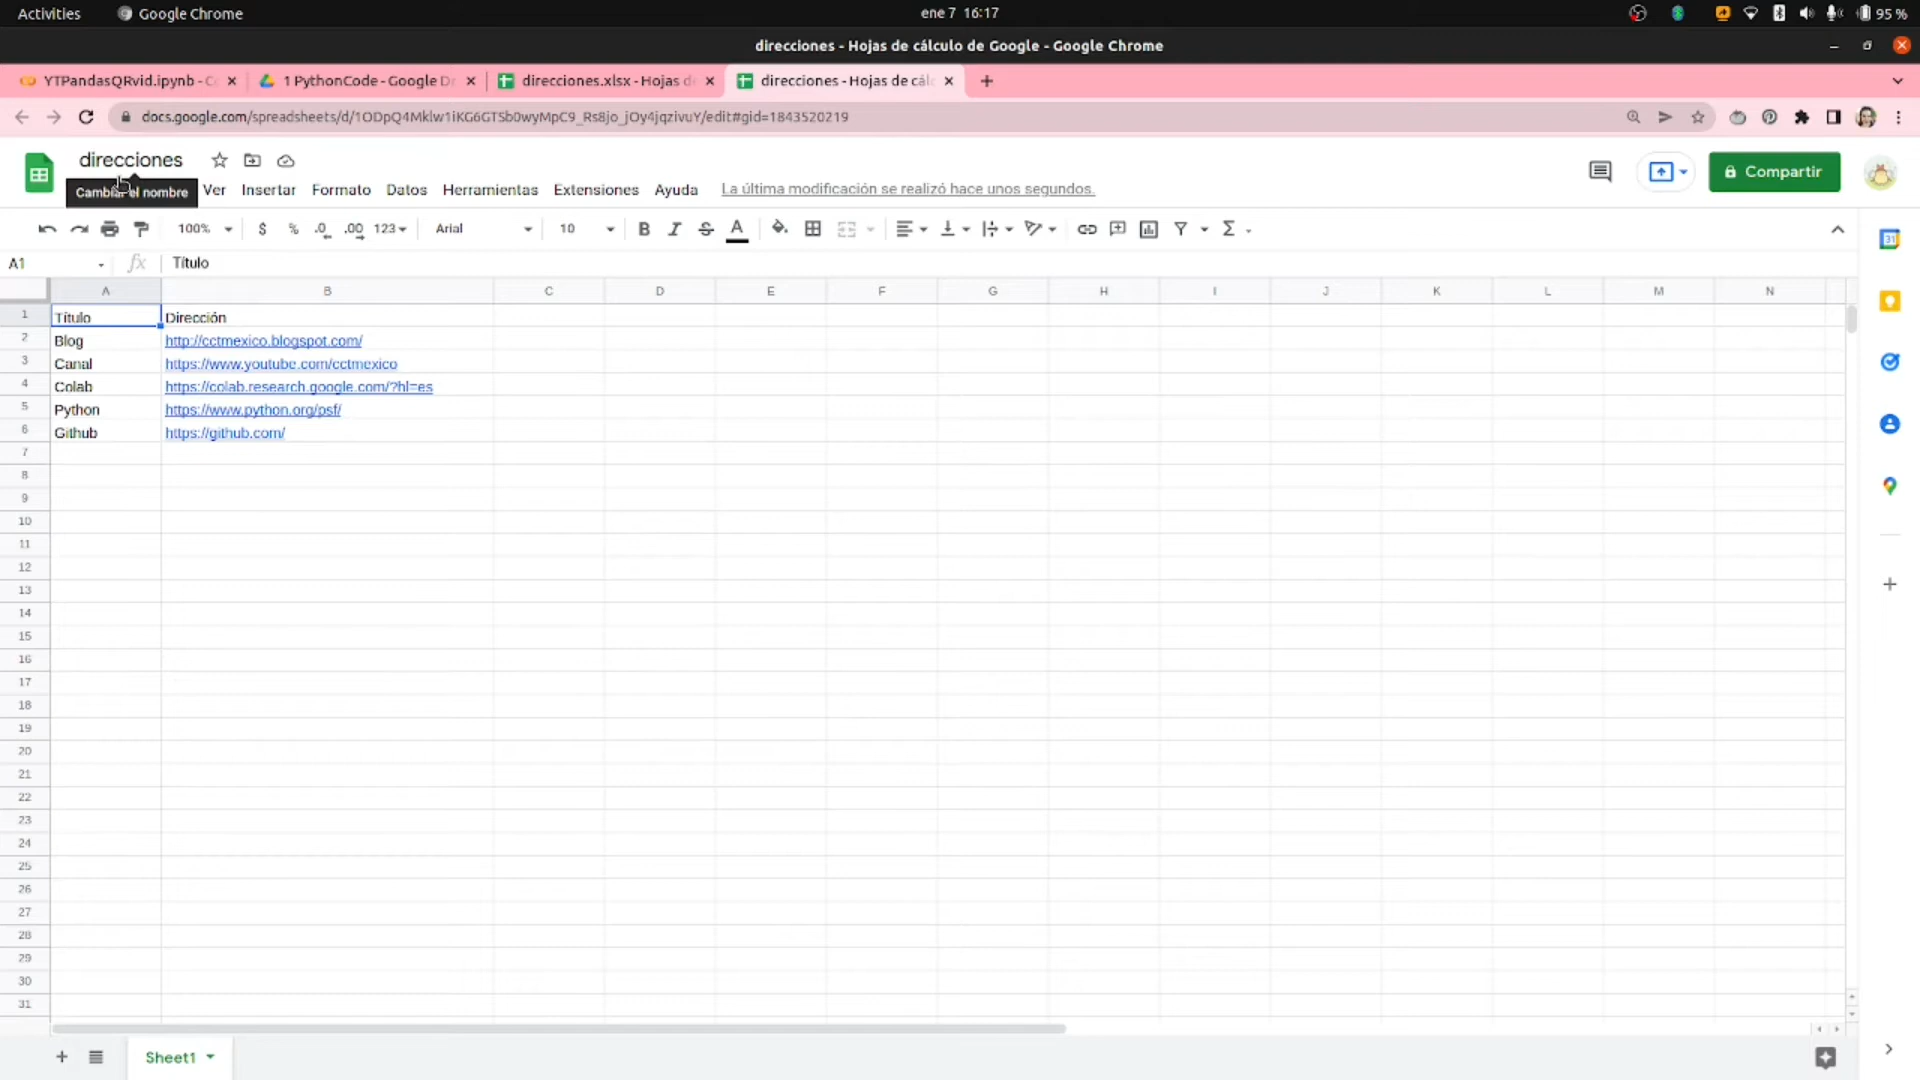 Activities Google Chrome ene 7 16:17 95 %
direcciones - Hojas de cálculo de Google - Google Chrome
YTPandasQRvid.ipynb - C 1 PythonCode - Google Dr direcciones.xlsx - Hojas de direcciones - Hojas de cálc
docs.google.com/spreadsheets/d/1ODpQ4Mklw1iKG6GTSb0wyMpC9_Rs8jo_jOy4jqzivuY/edit#gid=1843520219
direcciones
Compartir
Cambiar el nombre Ver Insertar Formato Datos Herramientas Extensiones Ayuda La última modificación se realizó hace unos segundos.
100% $ % .0 .00 123 Arial 10 B I S A Σ
A1 fx Título
A B C D E F G H I J K L M N
1 Título Dirección
2 Blog http://cctmexico.blogspot.com/
3 Canal https://www.youtube.com/cctmexico
4 Colab https://colab.research.google.com/?hl=es
5 Python https://www.python.org/psf/
6 Github https://github.com/
7
8
9
10
11
12
13
14
15
16
17
18
19
20
21
22
23
24
25
26
27
28
29
30
31
Sheet1